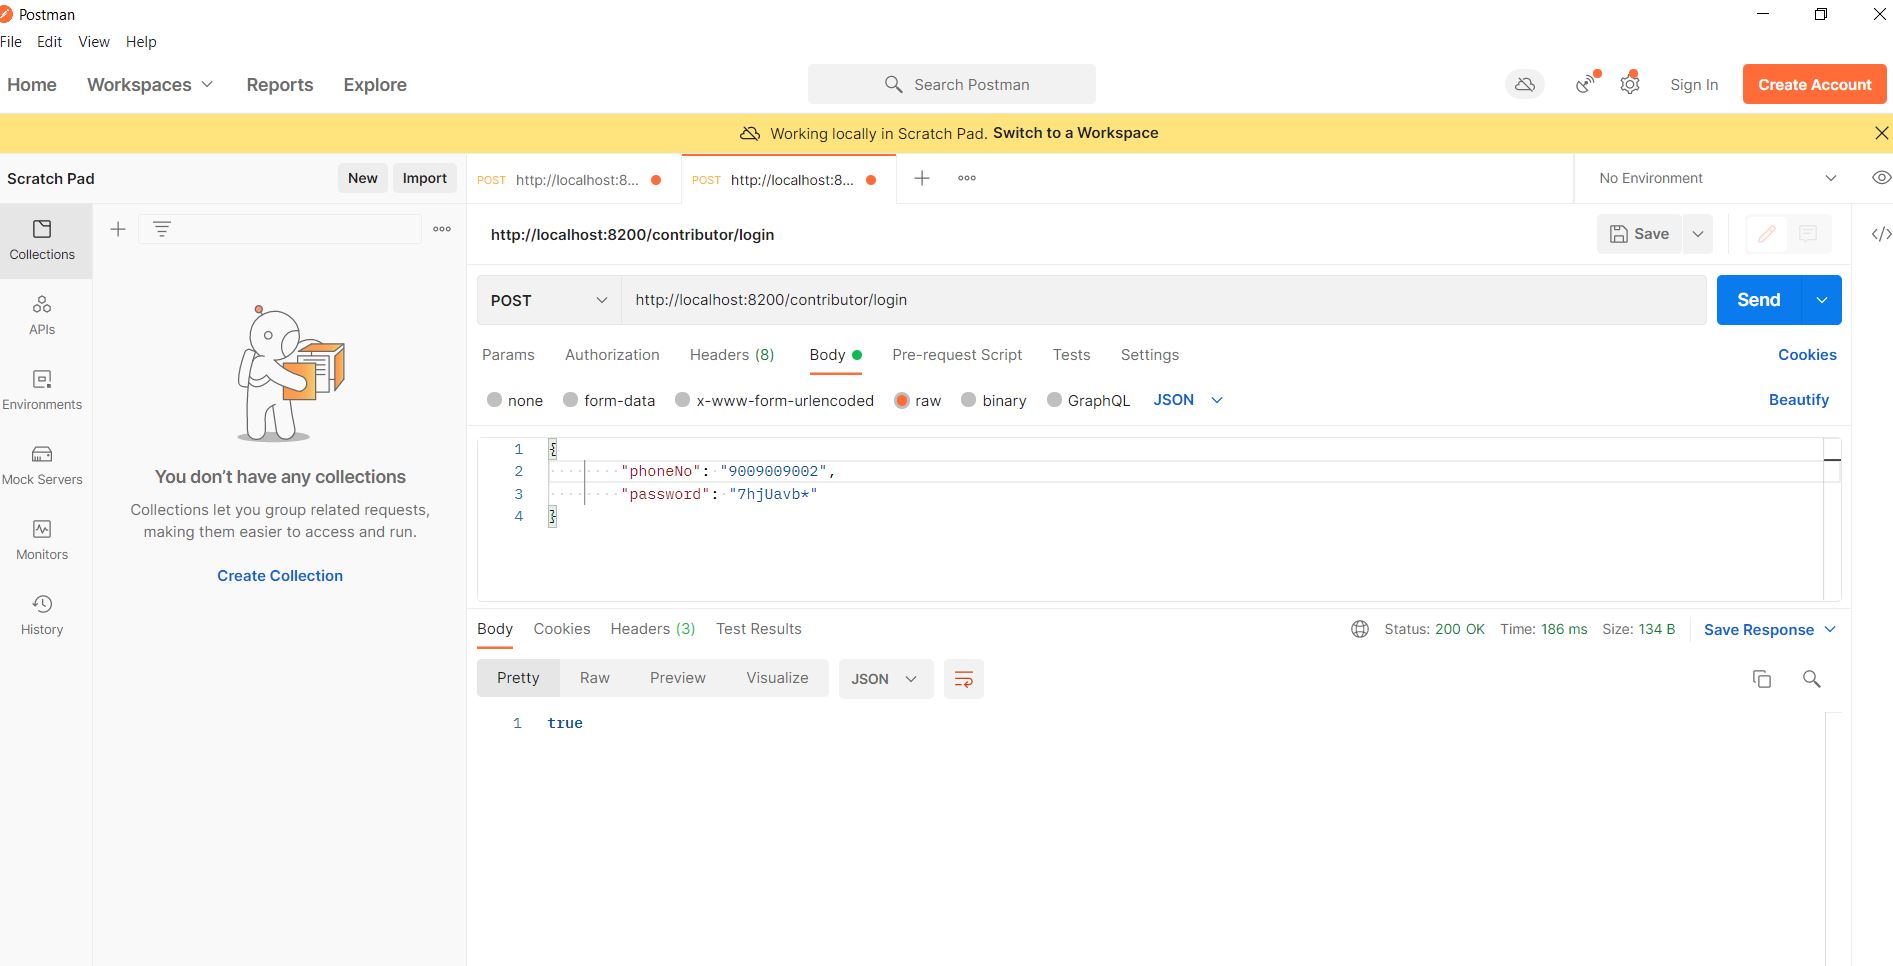 Postman
File Edit View Help
Home Workspaces Reports Explore
Search Postman
Sign In Create Account
Working locally in Scratch Pad. Switch to a Workspace
Scratch Pad New Import
POST http://localhost:8... POST http://localhost:8...
No Environment
Collections
APIs
Environments
Mock Servers
Monitors
History
You don't have any collections
Collections let you group related requests,
making them easier to access and run.
Create Collection
http://localhost:8200/contributor/login
Save
POST http://localhost:8200/contributor/login Send
Params Authorization Headers (8) Body Pre-request Script Tests Settings Cookies
none form-data x-www-form-urlencoded raw binary GraphQL JSON Beautify
1 {
2 "phoneNo": "9009009002",
3 "password": "7hjUavb*"
4 }
Body Cookies Headers (3) Test Results Status: 200 OK Time: 186 ms Size: 134 B Save Response
Pretty Raw Preview Visualize JSON
1 true